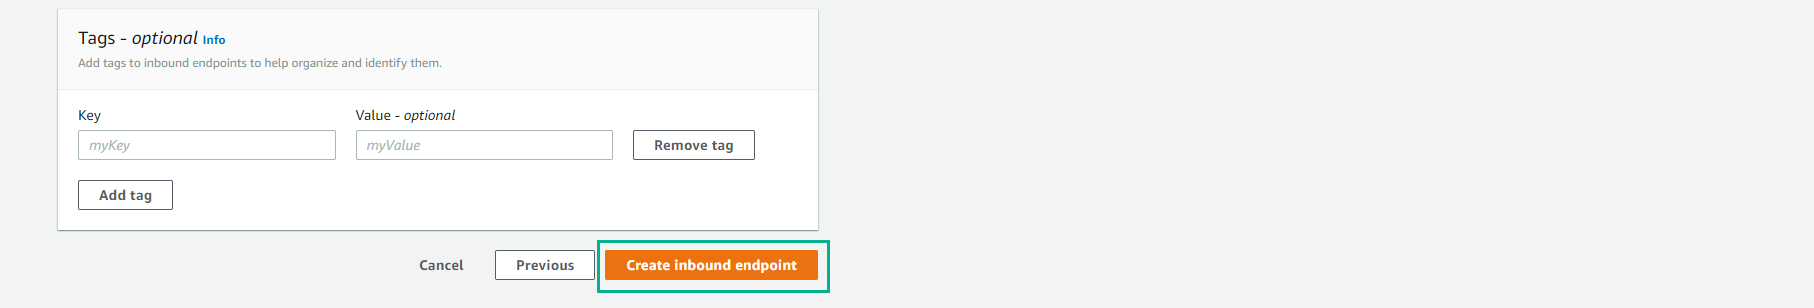 Tags - optional Info
Add tags to inbound endpoints to help organize and identify them.
Key Value - optional
myKey myValue Remove tag
Add tag
Cancel Previous Create inbound endpoint